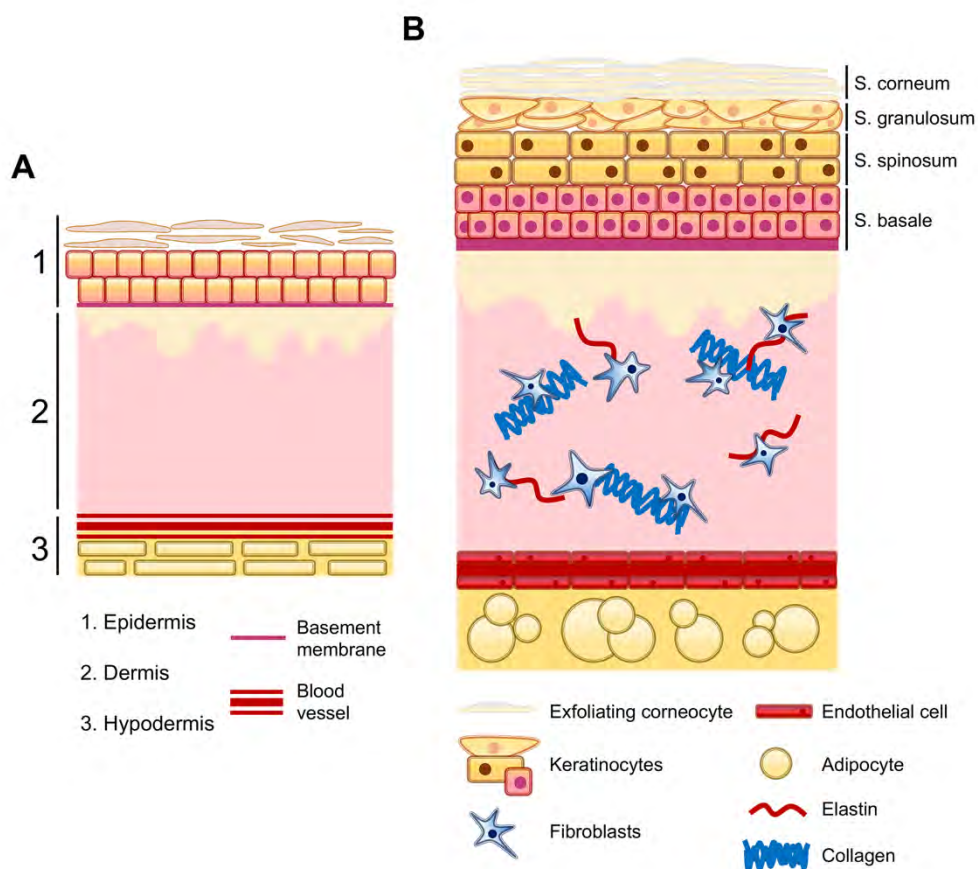 A
1
2
3
1. Epidermis
2. Dermis
3. Hypodermis
Basement
membrane
Blood
vessel
B
S. corneum
S. granulosum
S. spinosum
S. basale
Exfoliating corneocyte
Keratinocytes
Fibroblasts
Endothelial cell
Adipocyte
Elastin
Collagen